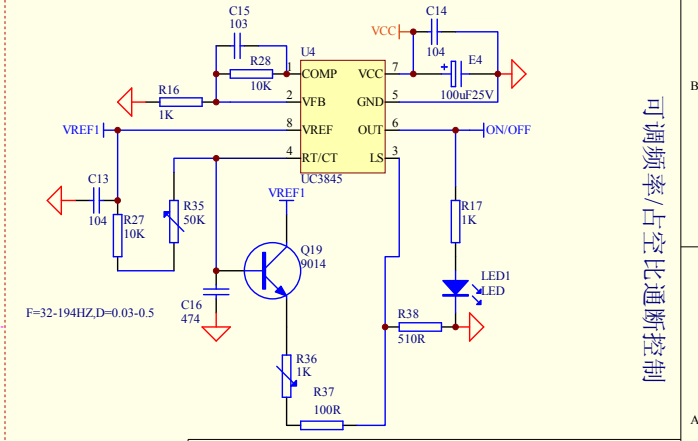 C15
103
R28
10K
R16
1K
U4
1
COMP
2
VFB
8
VREF
4
RT/CT
VCC
7
GND
5
OUT
6
LS
3
UC3845
VCC
C14
104
+
E4
100uF25V
VREF1
ON/OFF
C13
104
R27
10K
R35
50K
VREF1
Q19
9014
C16
474
R17
1K
LED1
LED
F=32-194HZ,D=0.03-0.5
R36
1K
R37
100R
R38
510R
可调频率/占空比通断控制
B
A